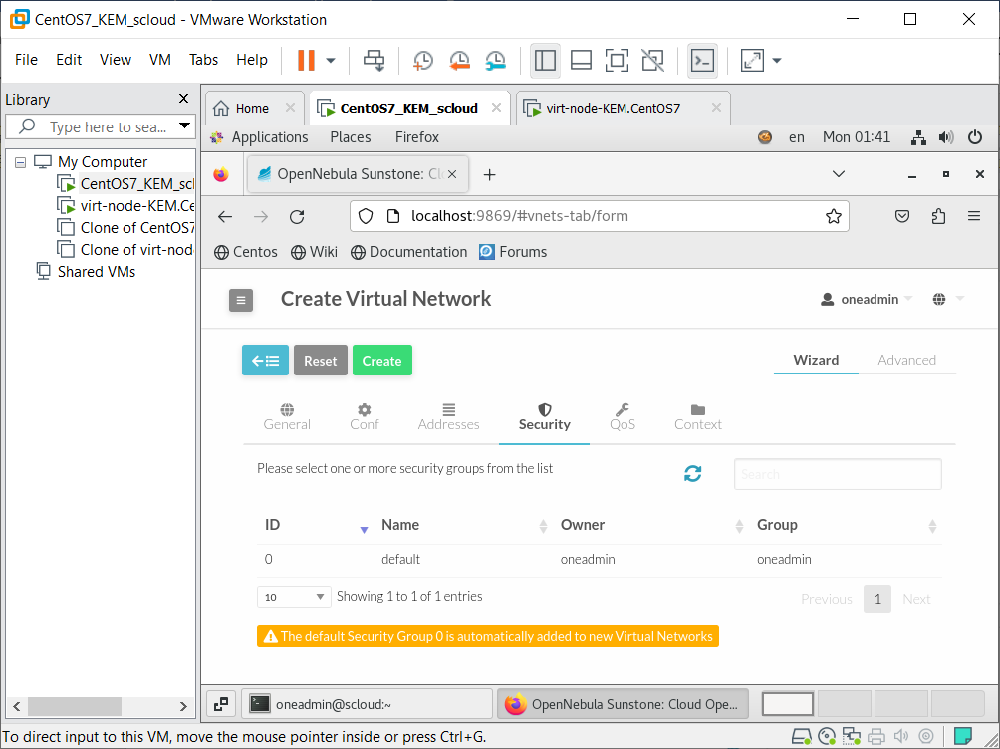 CentOS7_KEM_scloud - VMware Workstation
File Edit View VM Tabs Help
Library
Type here to sea...
My Computer
CentOS7_KEM_scl
virt-node-KEM.Ce
Clone of CentOS7
Clone of virt-nod
Shared VMs
Home CentOS7_KEM_scloud virt-node-KEM.CentOS7
Applications Places Firefox en Mon 01:41
OpenNebula Sunstone: Clo
localhost:9869/#vnets-tab/form
Centos Wiki Documentation Forums
Create Virtual Network oneadmin
Reset Create Wizard Advanced
General Conf Addresses Security QoS Context
Please select one or more security groups from the list Search
ID Name Owner Group
0 default oneadmin oneadmin
10 Showing 1 to 1 of 1 entries Previous 1 Next
The default Security Group 0 is automatically added to new Virtual Networks
oneadmin@scloud:~ OpenNebula Sunstone: Cloud Ope...
To direct input to this VM, move the mouse pointer inside or press Ctrl+G.